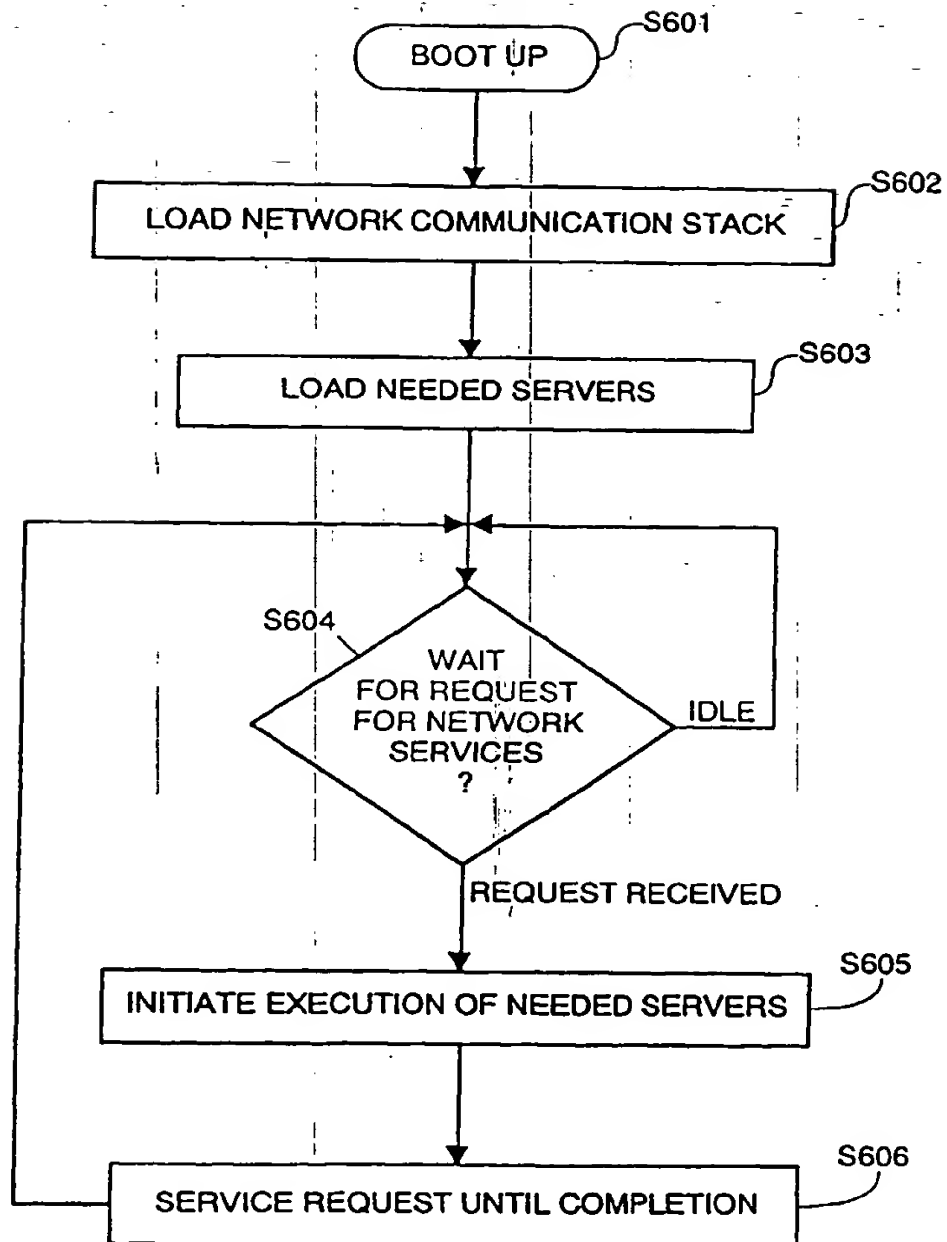 S601
BOOT UP
S602
LOAD NETWORK COMMUNICATION STACK
S603
LOAD NEEDED SERVERS
S604
WAIT
FOR REQUEST
FOR NETWORK
SERVICES
?
IDLE
REQUEST RECEIVED
S605
INITIATE EXECUTION OF NEEDED SERVERS
S606
SERVICE REQUEST UNTIL COMPLETION